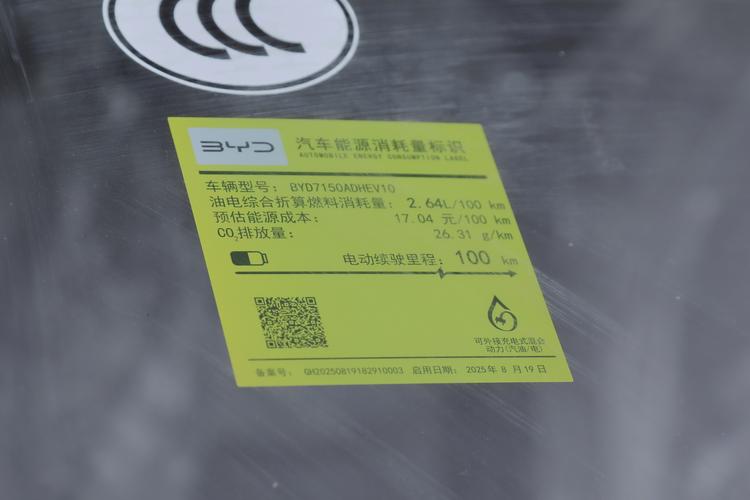 CCC
BYD
汽车能源消耗量标识
AUTOMOBILE ENERGY CONSUMPTION LABEL
车辆型号: BYD7150ADHEV10
油电综合折算燃料消耗量: 2.64L/100 km
预估能源成本: 17.04 元/100 km
CO2排放量: 26.31 g/km
电动续驶里程: 100 km
可外接充电式混合
动力(汽油/电)
备案号: GH20250819182910003 启用日期: 2025年 8 月 19 日